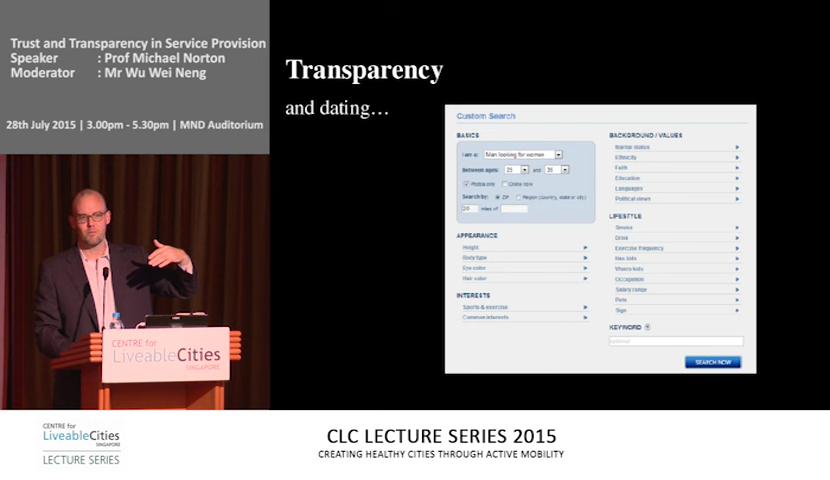 Trust and Transparency in Service Provision
Speaker : Prof Michael Norton
Moderator : Mr Wu Wei Neng
28th July 2015 | 3.00pm - 5.30pm | MND Auditorium
Transparency
and dating…
Custom Search
BASICS
I am a: Man looking for women
Between ages: 25 and 35
Photos only Online now
Search by: ZIP Region (country, state or city)
20 miles of
APPEARANCE
Height
Body type
Eye color
Hair color
INTERESTS
Sports & exercise
Common interests
BACKGROUND / VALUES
Marital status
Ethnicity
Faith
Education
Languages
Political views
LIFESTYLE
Smoke
Drink
Exercise frequency
Has kids
Wants kids
Occupation
Salary range
Pets
Sign
KEYWORD
optional
SEARCH NOW
CENTRE for
LiveableCities
SINGAPORE
CENTRE for
LiveableCities
SINGAPORE
LECTURE SERIES
CLC LECTURE SERIES 2015
CREATING HEALTHY CITIES THROUGH ACTIVE MOBILITY